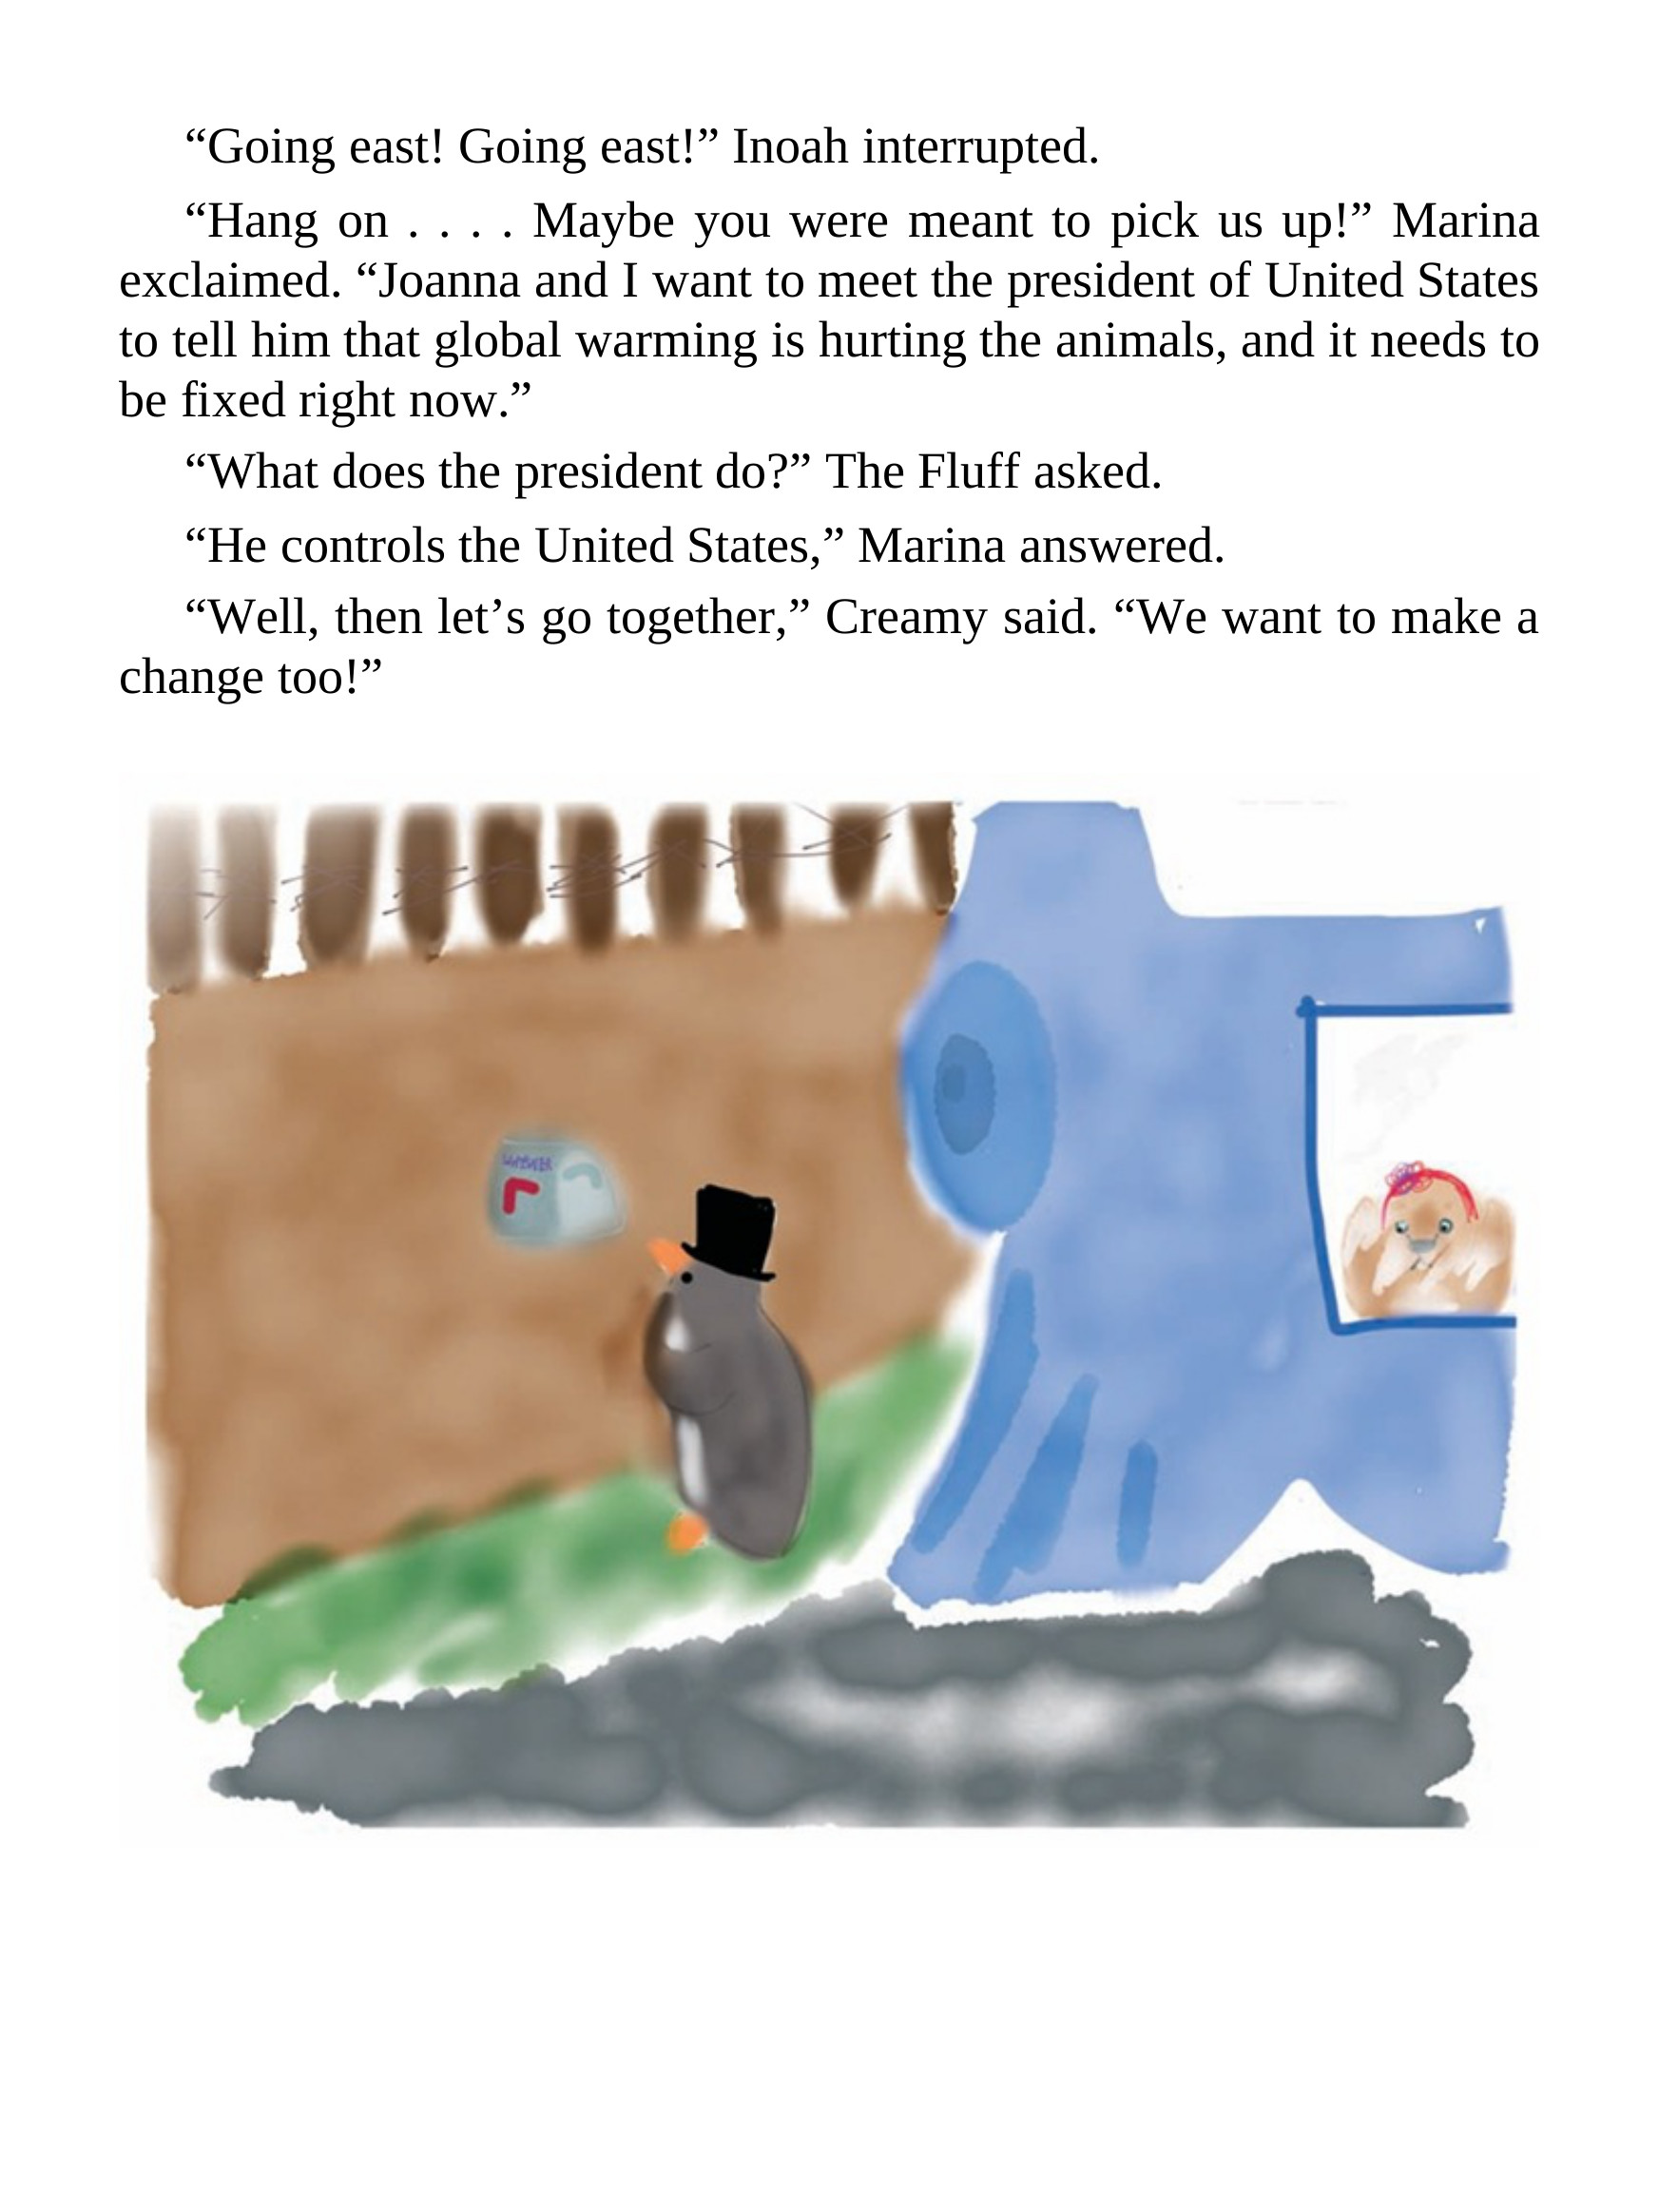 “Going east! Going east!” Inoah interrupted.
“Hang on . . . . Maybe you were meant to pick us up!” Marina
exclaimed. “Joanna and I want to meet the president of United States
to tell him that global warming is hurting the animals, and it needs to
be fixed right now.”
“What does the president do?” The Fluff asked.
“He controls the United States,” Marina answered.
“Well, then let’s go together,” Creamy said. “We want to make a
change too!”